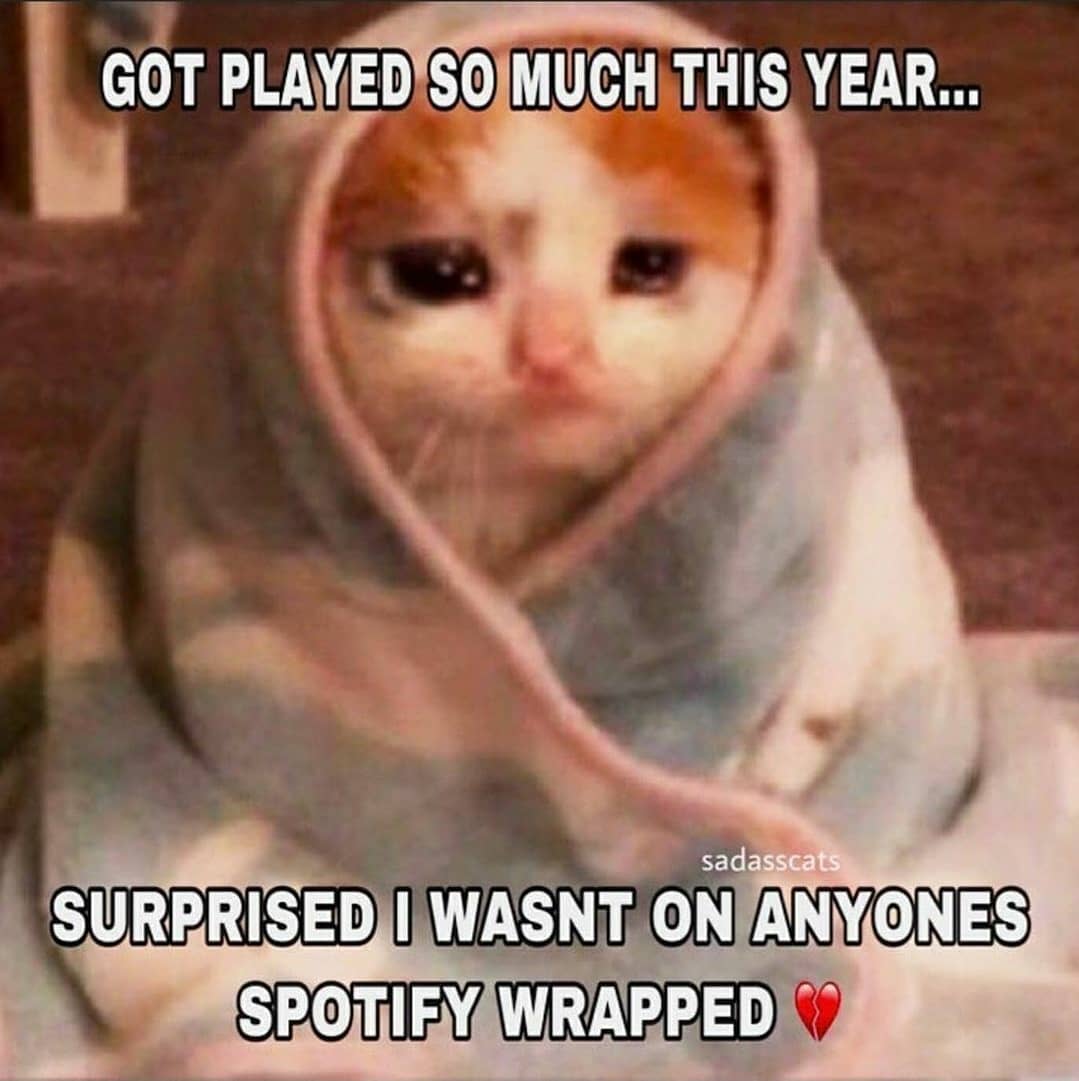 GOT PLAYED SO MUCH THIS YEAR...
sadasscats
SURPRISED I WASNT ON ANYONES
SPOTIFY WRAPPED 💔